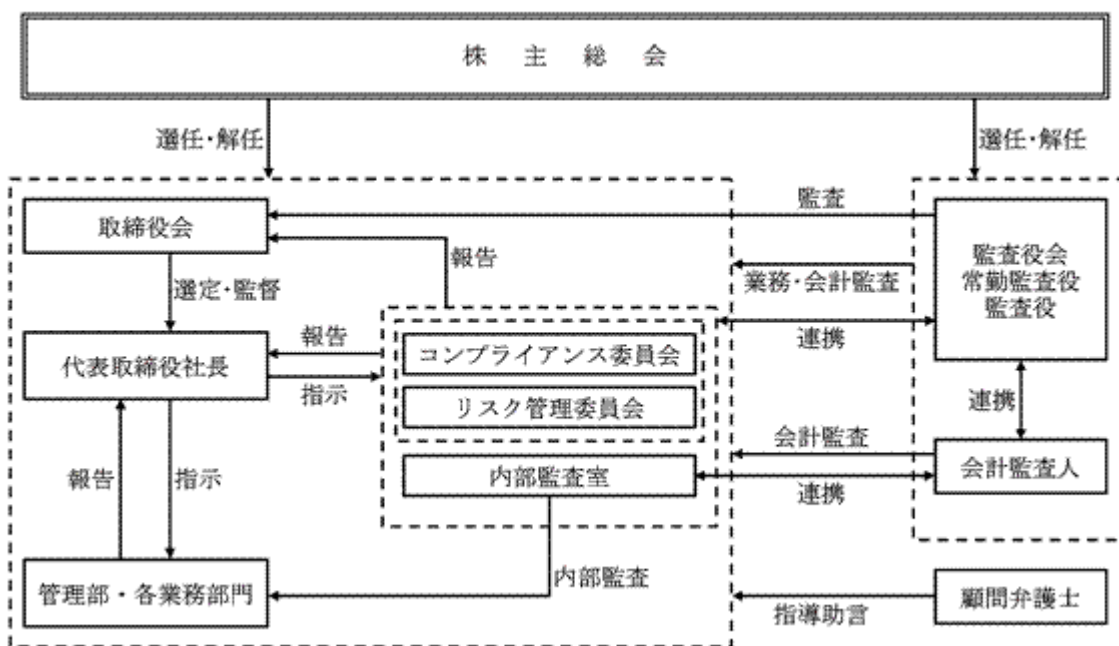 株主総会
選任・解任
選任・解任
取締役会
監査
監査役会
常勤監査役
監査役
報告
業務・会計監査
選定・監督
連携
代表取締役社長
報告
指示
コンプライアンス委員会
リスク管理委員会
連携
会計監査
会計監査人
報告
指示
内部監査室
連携
内部監査
管理部・各業務部門
指導助言
顧問弁護士